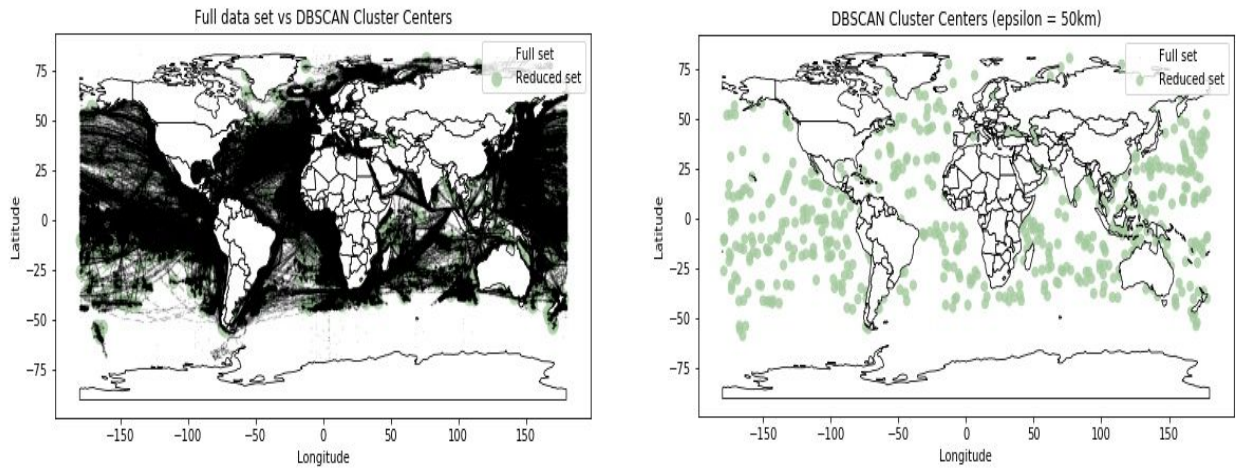 Full data set vs DBSCAN Cluster Centers
Full set
Reduced set
75
50
25
0
−25
−50
−75
Latitude
−150
−100
−50
0
50
100
150
Longitude
DBSCAN Cluster Centers (epsilon = 50km)
Full set
Reduced set
75
50
25
0
−25
−50
−75
Latitude
−150
−100
−50
0
50
100
150
Longitude